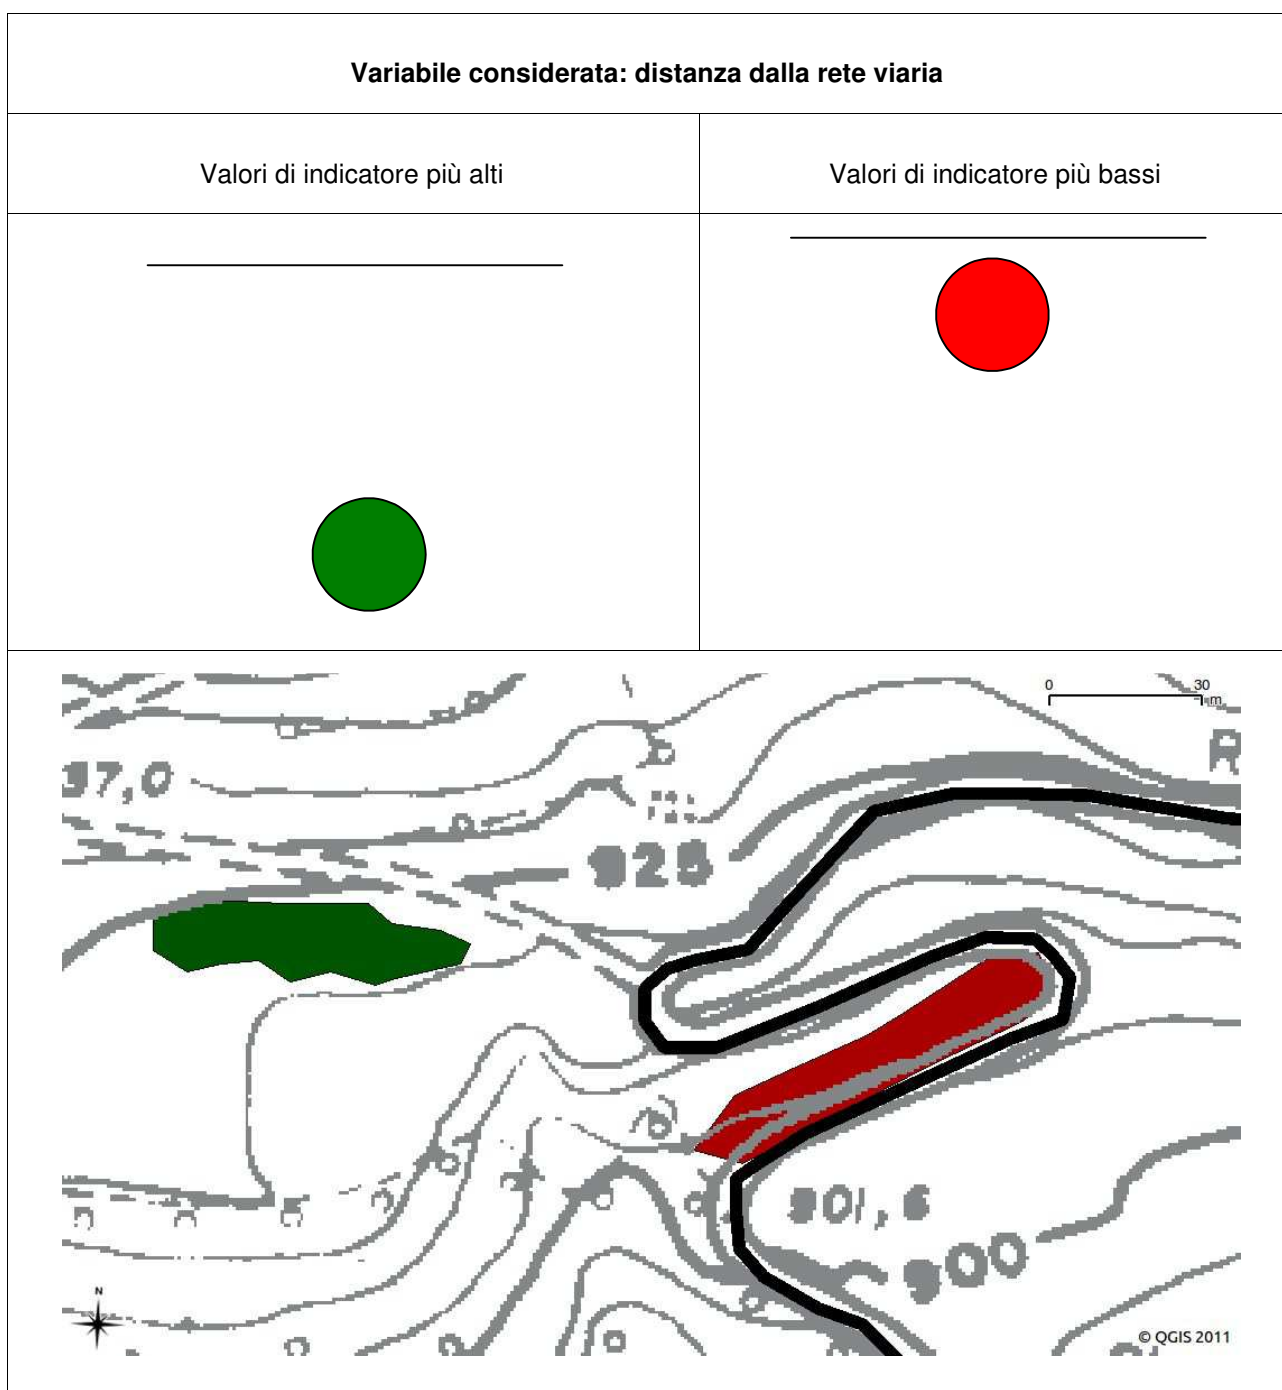 Variabile considerata: distanza dalla rete viaria
Valori di indicatore più alti
Valori di indicatore più bassi
0 30
m
37,0
R
925
901,6
900
N
© QGIS 2011